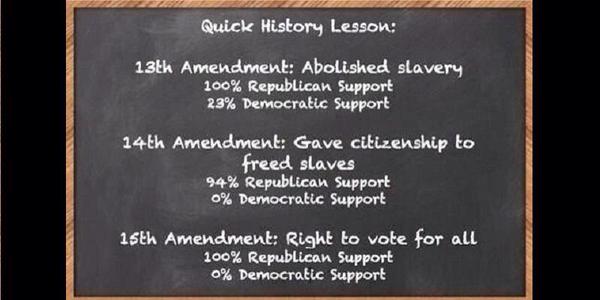 Quick History Lesson:
13th Amendment: Abolished slavery
100% Republican Support
23% Democratic Support
14th Amendment: Gave citizenship to
freed slaves
94% Republican Support
0% Democratic Support
15th Amendment: Right to vote for all
100% Republican Support
0% Democratic Support